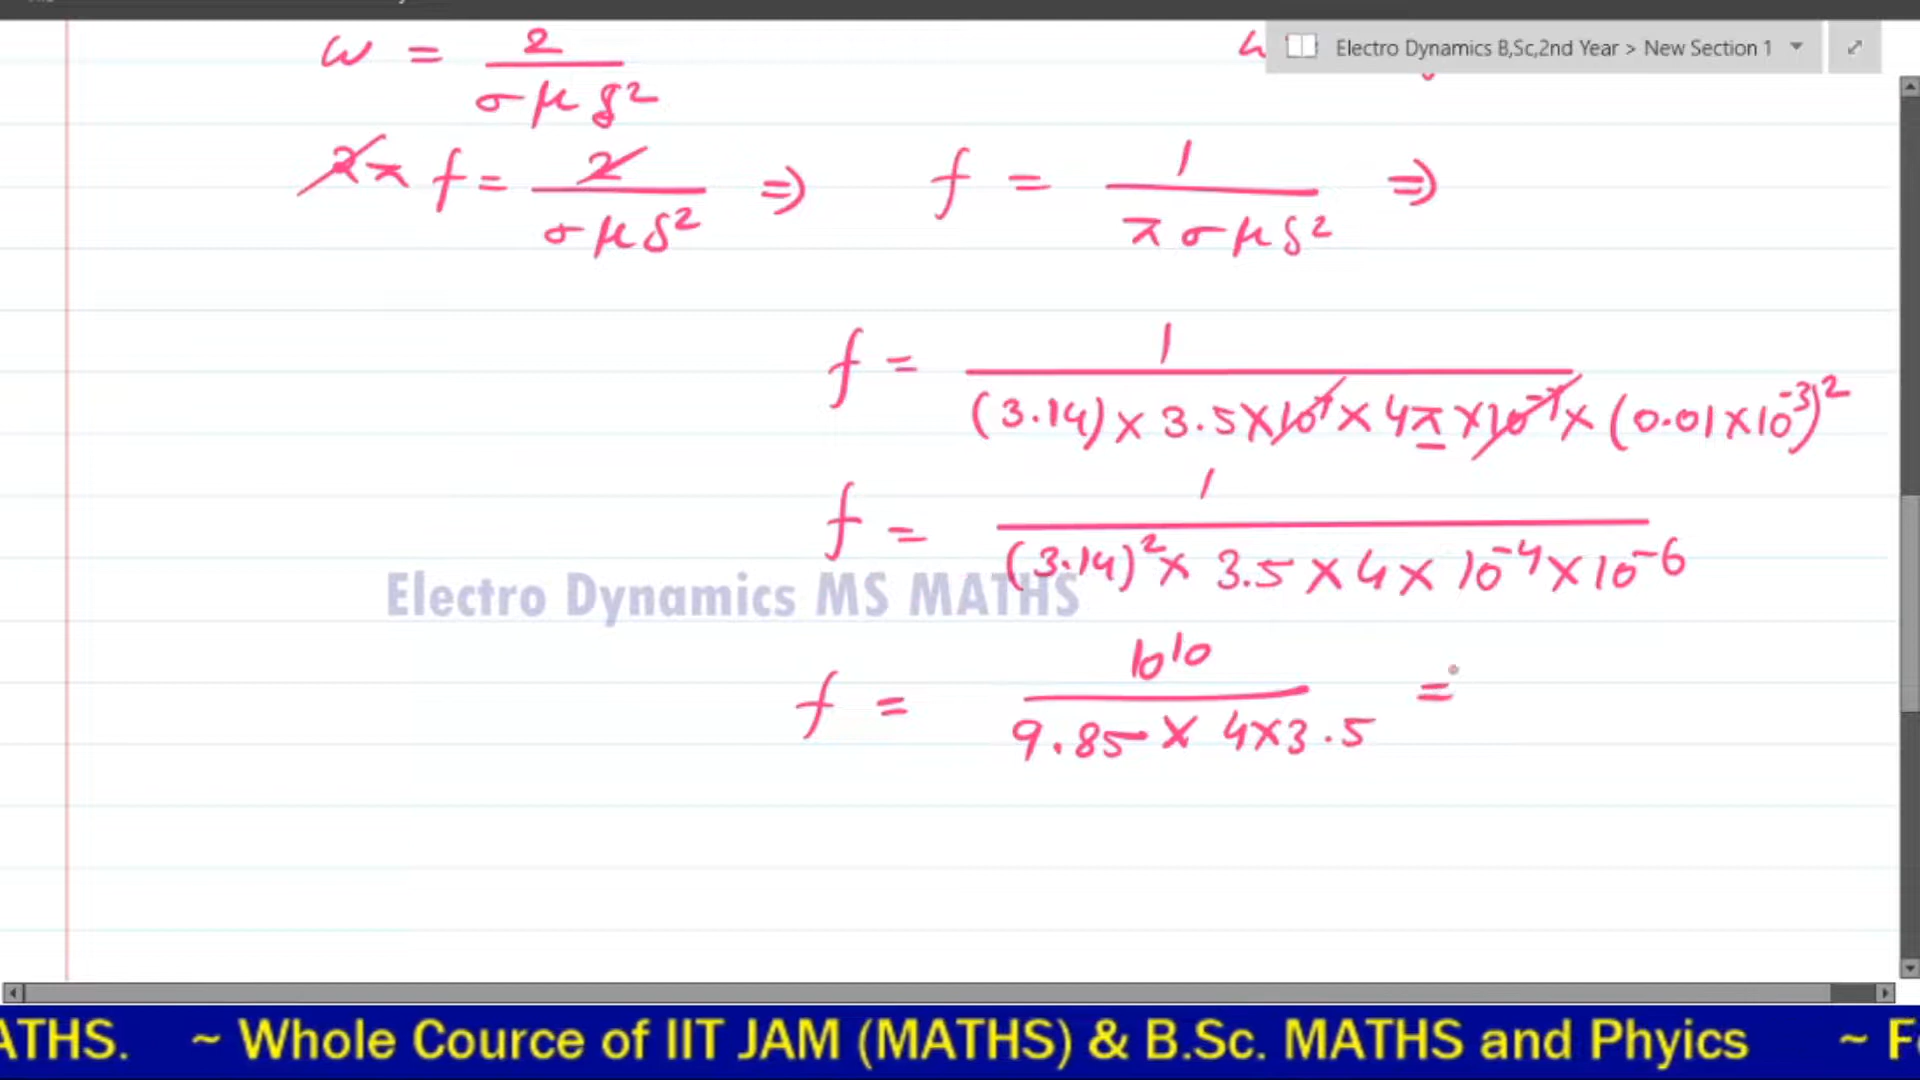 Electro Dynamics B,Sc,2nd Year > New Section 1
ω = 2 / σμδ²
2π f = 2 / σμδ² ⇒ f = 1 / πσμδ² ⇒
f = 1 / (3.14) × 3.5 × 10⁷ × 4π × 10⁻⁷ × (0.01 × 10⁻³)²
f = 1 / (3.14)² × 3.5 × 4 × 10⁻⁴ × 10⁻⁶
Electro Dynamics MS MATHS
f = 10¹⁰ / 9.85 × 4×3.5 =
ATHS. ~ Whole Cource of IIT JAM (MATHS) & B.Sc. MATHS and Phyics ~ F